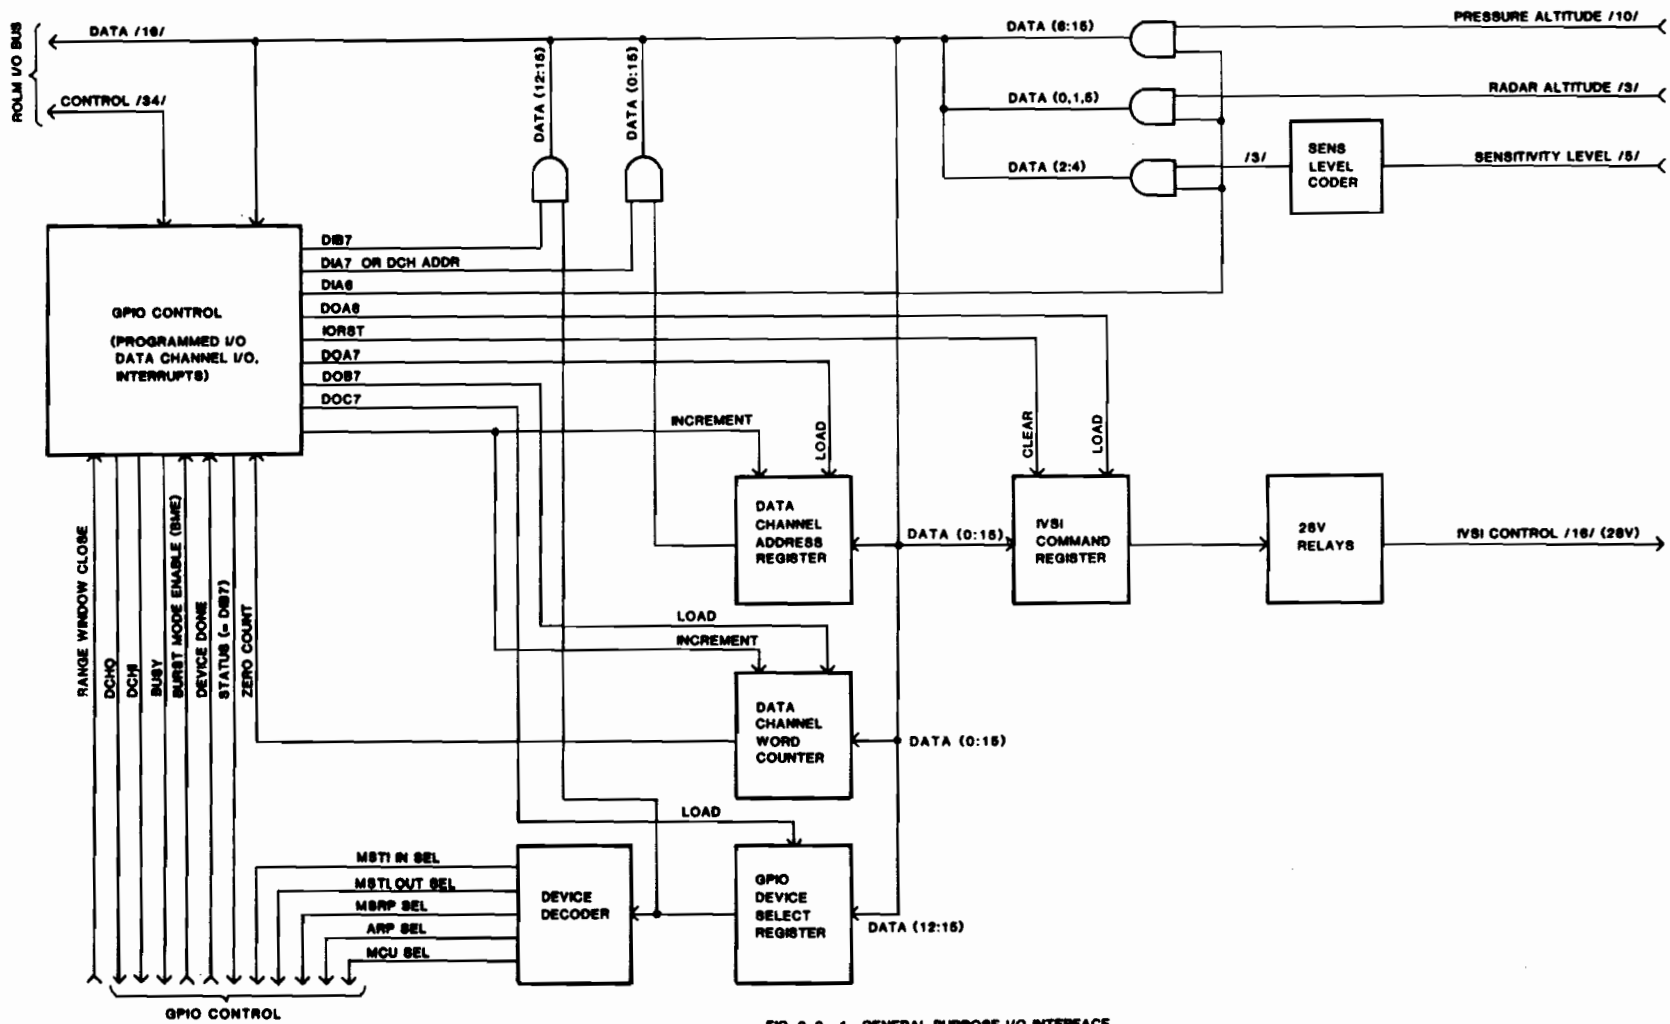 ROLM I/O BUS
DATA /16/
CONTROL /34/
DATA (12:15)
DATA (0:15)
DATA (6:15)
PRESSURE ALTITUDE /10/
DATA (0,1,5)
RADAR ALTITUDE /3/
DATA (2:4)
/3/
SENS
LEVEL
CODER
SENSITIVITY LEVEL /5/
GPIO CONTROL
(PROGRAMMED I/O
DATA CHANNEL I/O,
INTERRUPTS)
DIB7
DIA7 OR DCH ADDR
DIA6
DOA6
IORST
DOA7
DOB7
DOC7
INCREMENT
LOAD
CLEAR
LOAD
DATA
CHANNEL
ADDRESS
REGISTER
DATA (0:15)
IVSI
COMMAND
REGISTER
28V
RELAYS
IVSI CONTROL /16/ (28V)
RANGE WINDOW CLOSE
DCHO
DCHI
BUSY
BURST MODE ENABLE (BME)
DEVICE DONE
STATUS (= DIB7)
ZERO COUNT
LOAD
INCREMENT
DATA
CHANNEL
WORD
COUNTER
DATA (0:15)
LOAD
MSTI IN SEL
MSTI OUT SEL
MSRP SEL
ARP SEL
MCU SEL
DEVICE
DECODER
GPIO
DEVICE
SELECT
REGISTER
DATA (12:15)
GPIO CONTROL
GENERAL PURPOSE I/O INTERFACE